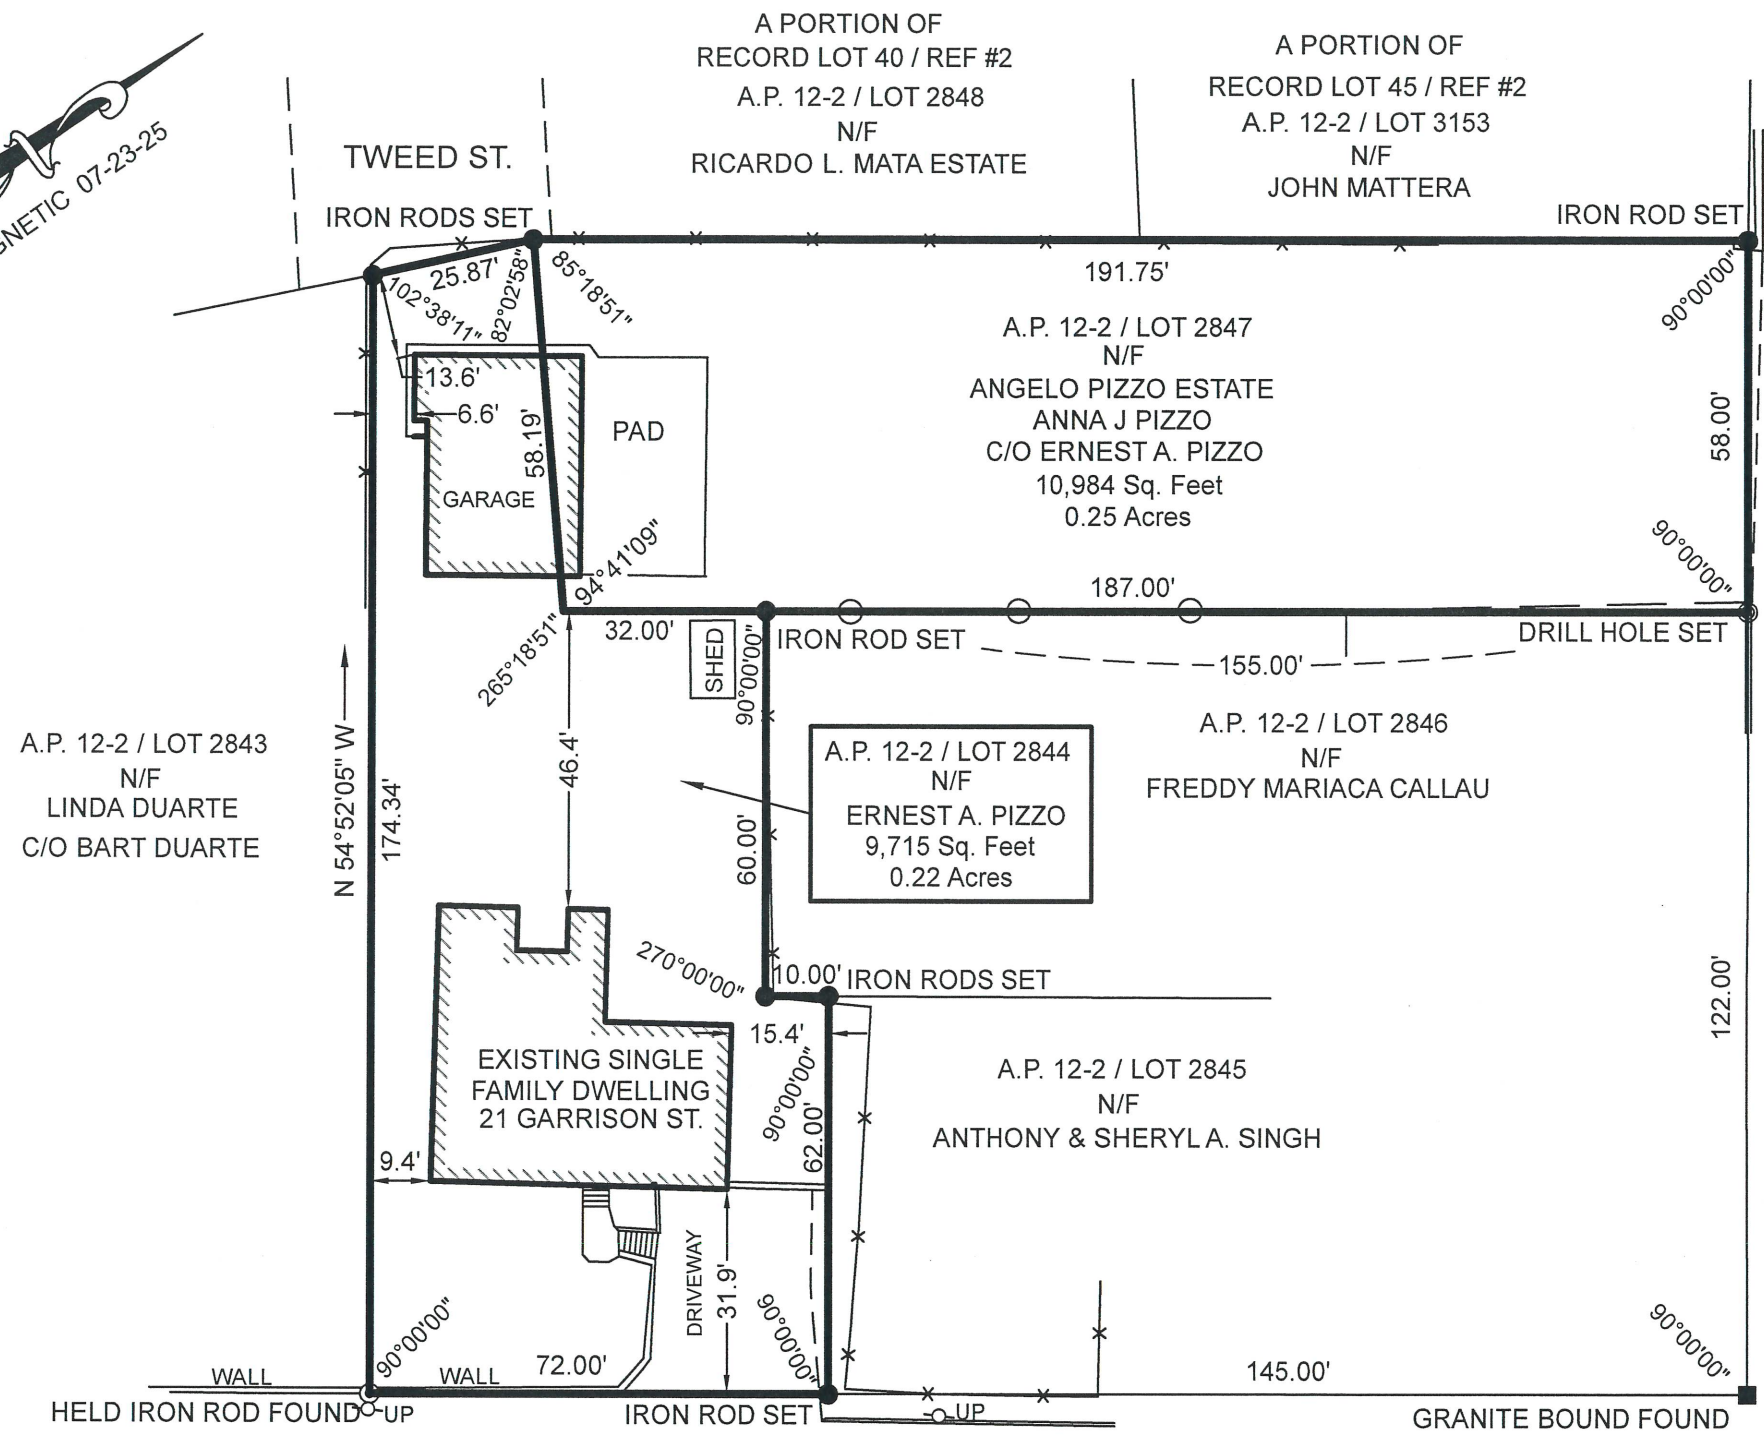 A PORTION OF
RECORD LOT 40 / REF #2
A.P. 12-2 / LOT 2848
N/F
RICARDO L. MATA ESTATE
A PORTION OF
RECORD LOT 45 / REF #2
A.P. 12-2 / LOT 3153
N/F
JOHN MATTERA
07-23-25
TWEED ST.
IRON RODS SET
IRON ROD SET
25.87'
102°38'11"
82°02'58"
85°18'51"
191.75'
90°00'00"
13.6'
6.6'
58.19'
PAD
GARAGE
A.P. 12-2 / LOT 2847
N/F
ANGELO PIZZO ESTATE
ANNA J PIZZO
C/O ERNEST A. PIZZO
10,984 Sq. Feet
0.25 Acres
58.00'
90°00'00"
94°41'09"
187.00'
265°18'51"
32.00'
SHED
90°00'00"
IRON ROD SET
155.00'
DRILL HOLE SET
A.P. 12-2 / LOT 2843
N/F
LINDA DUARTE
C/O BART DUARTE
N 54°52'05" W
174.34'
46.4'
60.00'
A.P. 12-2 / LOT 2844
N/F
ERNEST A. PIZZO
9,715 Sq. Feet
0.22 Acres
A.P. 12-2 / LOT 2846
N/F
FREDDY MARIACA CALLAU
122.00'
270°00'00"
10.00'
IRON RODS SET
15.4'
EXISTING SINGLE
FAMILY DWELLING
21 GARRISON ST.
90°00'00"
62.00'
A.P. 12-2 / LOT 2845
N/F
ANTHONY & SHERYL A. SINGH
9.4'
DRIVEWAY
31.9'
90°00'00"
90°00'00"
90°00'00"
WALL
WALL
72.00'
145.00'
HELD IRON ROD FOUND
UP
IRON ROD SET
UP
GRANITE BOUND FOUND